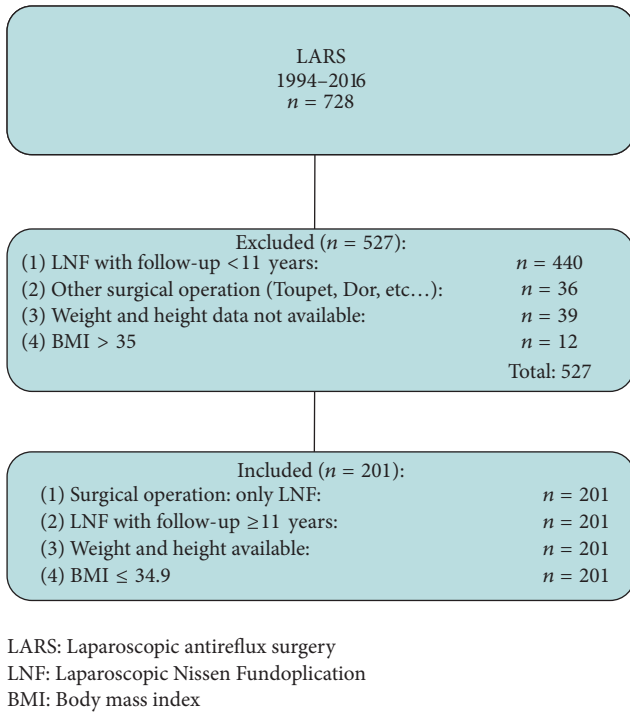 LARS
1994–2016
n = 728
Excluded (n = 527):
(1) LNF with follow-up <11 years: n = 440
(2) Other surgical operation (Toupet, Dor, etc…): n = 36
(3) Weight and height data not available: n = 39
(4) BMI > 35 n = 12
Total: 527
Included (n = 201):
(1) Surgical operation: only LNF: n = 201
(2) LNF with follow-up ≥11 years: n = 201
(3) Weight and height available: n = 201
(4) BMI ≤ 34.9 n = 201
LARS: Laparoscopic antireflux surgery
LNF: Laparoscopic Nissen Fundoplication
BMI: Body mass index